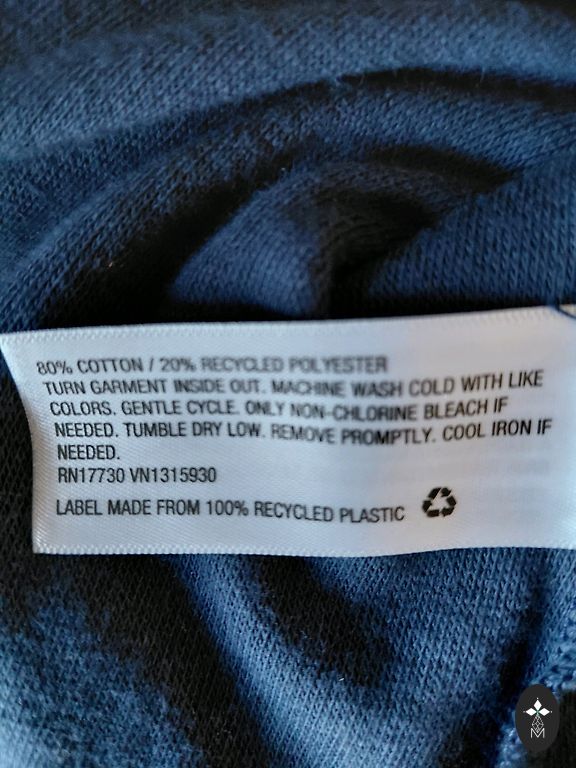 80% COTTON / 20% RECYCLED POLYESTER
TURN GARMENT INSIDE OUT. MACHINE WASH COLD WITH LIKE
COLORS. GENTLE CYCLE. ONLY NON-CHLORINE BLEACH IF
NEEDED. TUMBLE DRY LOW. REMOVE PROMPTLY. COOL IRON IF
NEEDED.
RN17730 VN1315930
LABEL MADE FROM 100% RECYCLED PLASTIC
M